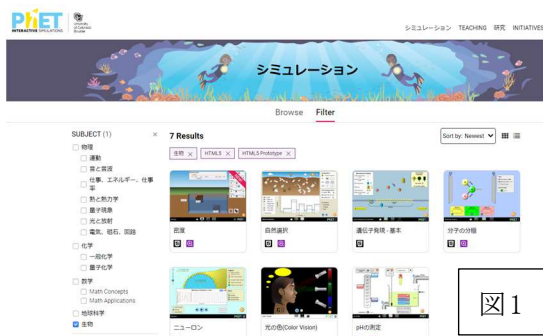 PhET
INTERACTIVE SIMULATIONS
University of Colorado Boulder
シミュレーション TEACHING 研究 INITIATIVES
シミュレーション
Browse Filter
SUBJECT (1) ×
物理
運動
音と音波
仕事、エネルギー、仕事率
熱と熱力学
量子現象
光と放射
電気、磁石、回路
化学
一般化学
量子化学
数学
Math Concepts
Math Applications
地球科学
生物
7 Results
Sort by: Newest
生物 × HTML5 × HTML5 Prototype ×
密度
自然選択
遺伝子発現 - 基本
分子の分極
ニューロン
光の色(Color Vision)
pHの測定
図1